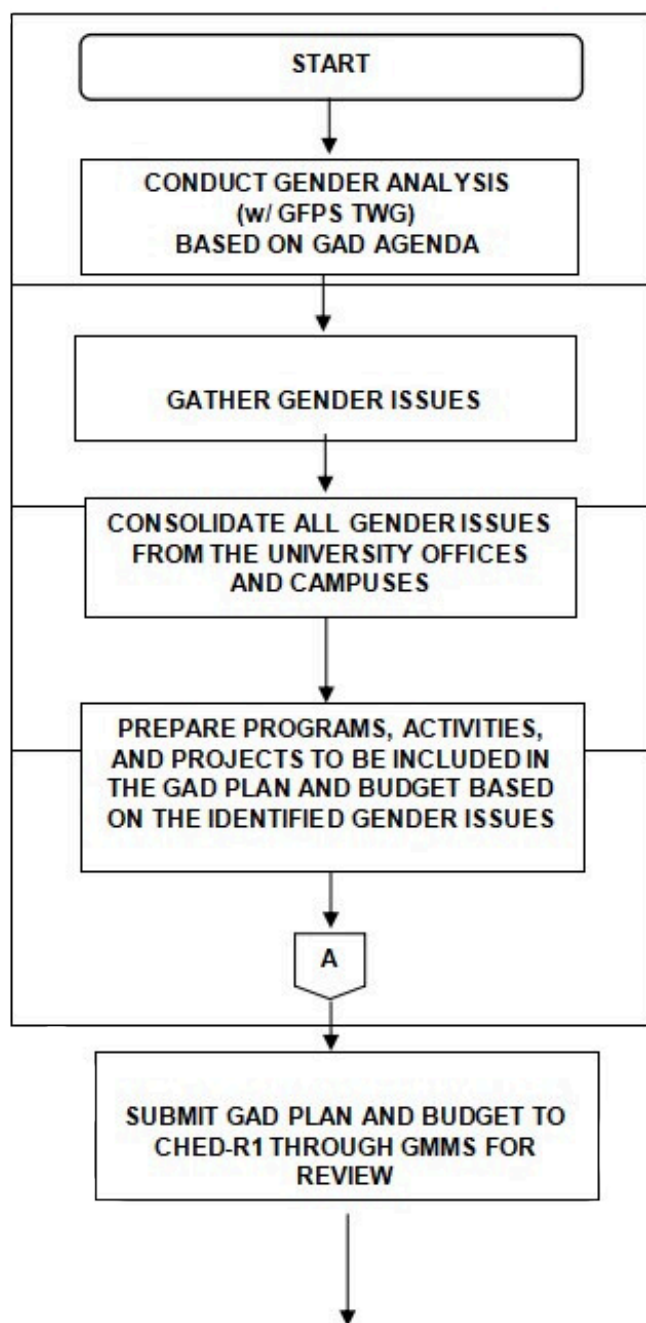 START
CONDUCT GENDER ANALYSIS
(w/ GFPS TWG)
BASED ON GAD AGENDA
GATHER GENDER ISSUES
CONSOLIDATE ALL GENDER ISSUES
FROM THE UNIVERSITY OFFICES
AND CAMPUSES
PREPARE PROGRAMS, ACTIVITIES,
AND PROJECTS TO BE INCLUDED IN
THE GAD PLAN AND BUDGET BASED
ON THE IDENTIFIED GENDER ISSUES
A
SUBMIT GAD PLAN AND BUDGET TO
CHED-R1 THROUGH GMMS FOR
REVIEW